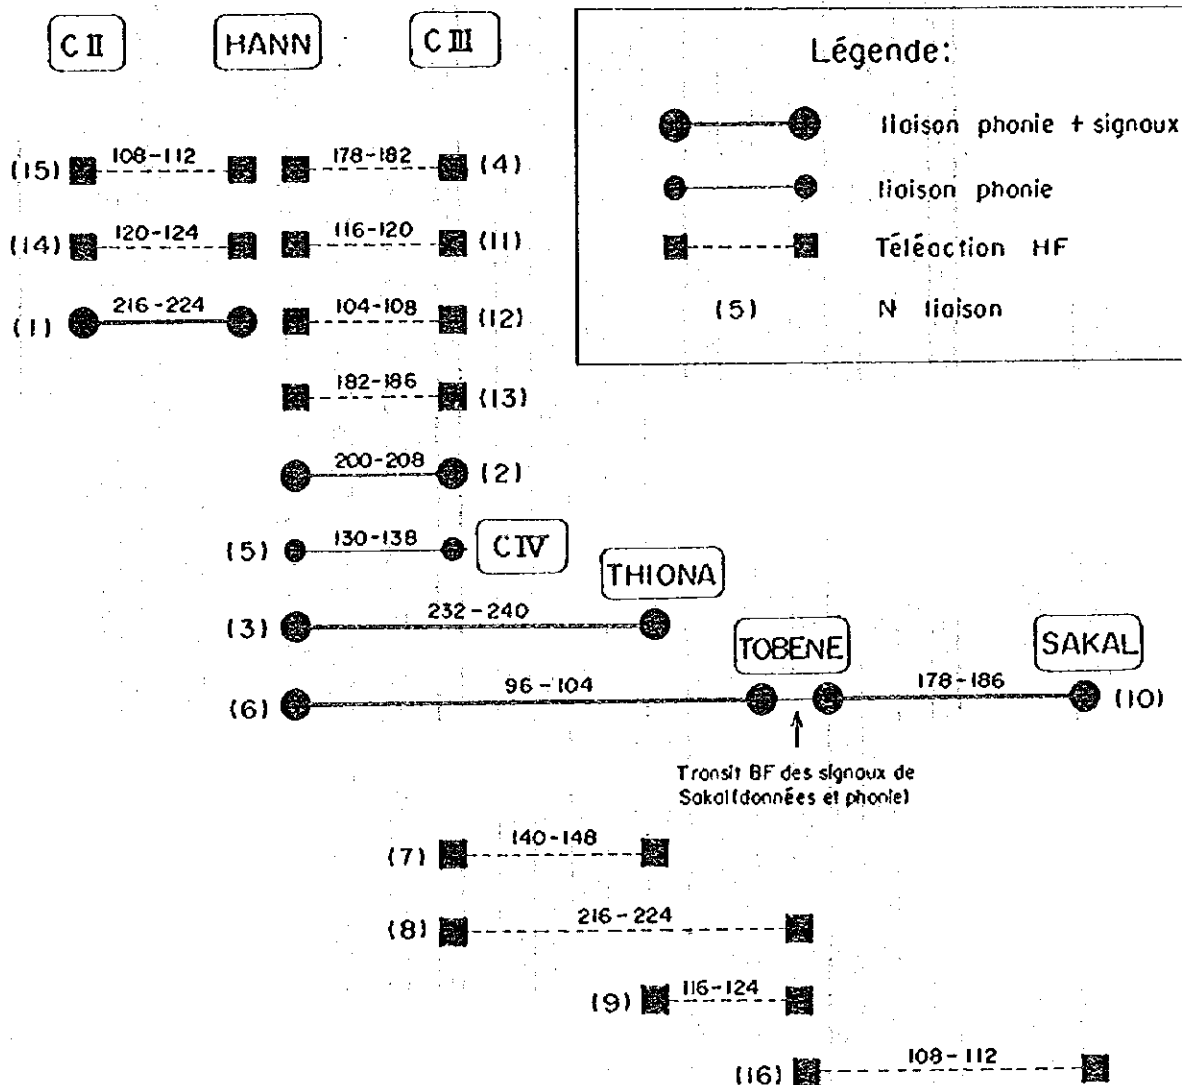 C II HANN C III
Légende:
liaison phonie + signaux
liaison phonie
Téléaction HF
(5) N liaison
(15) 108-112 178-182 (4)
(14) 120-124 116-120 (11)
(1) 216-224 104-108 (12)
182-186 (13)
200-208 (2)
(5) 130-138 C IV
THIONA
(3) 232-240
TOBENE SAKAL
(6) 96-104 178-186 (10)
Transit BF des signaux de
Sakal (données et phonie)
(7) 140-148
(8) 216-224
(9) 116-124
(16) 108-112